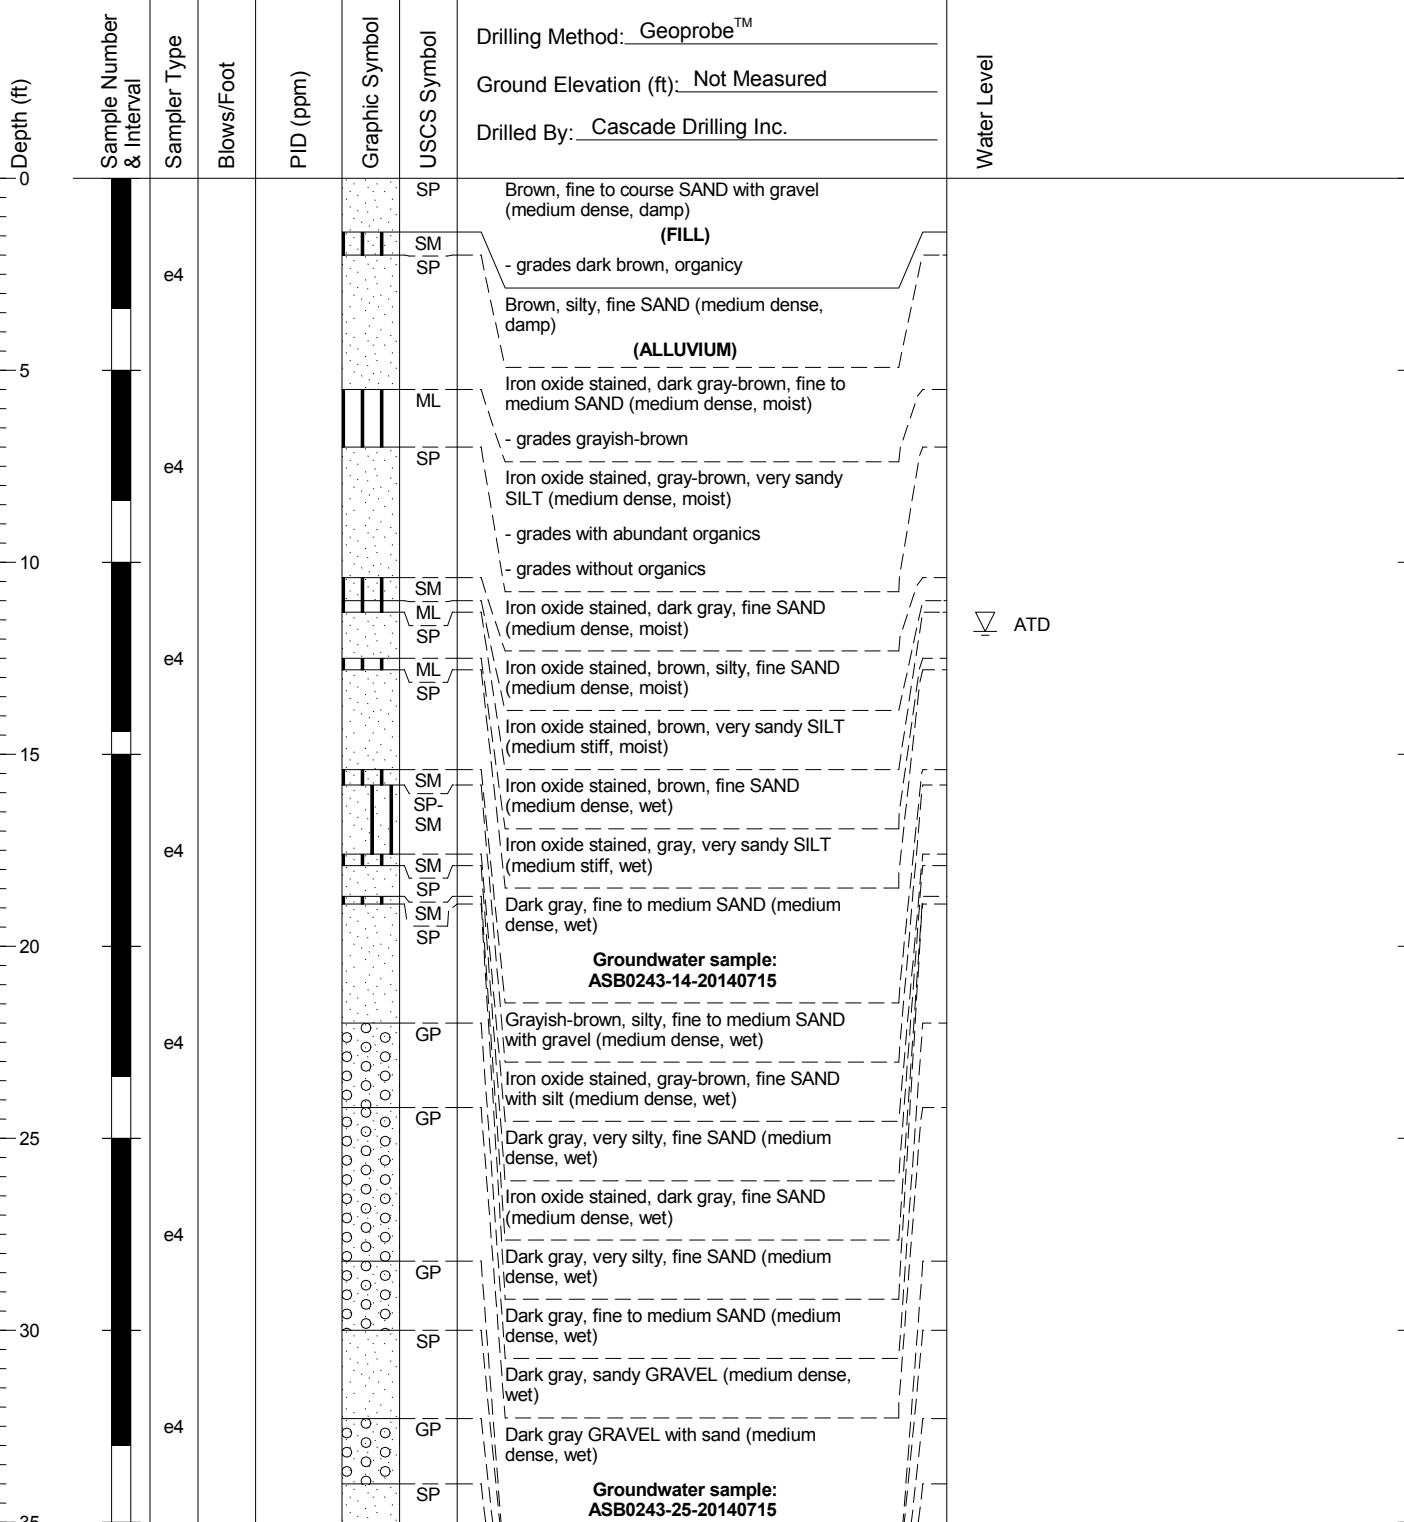 Depth (ft)
Sample Number
& Interval
Sampler Type
Blows/Foot
PID (ppm)
Graphic Symbol
USCS Symbol
Drilling Method: Geoprobe™
Ground Elevation (ft): Not Measured
Drilled By: Cascade Drilling Inc.
Water Level
0
SP
Brown, fine to course SAND with gravel
(medium dense, damp)
(FILL)
SM
- grades dark brown, organicy
SP
e4
Brown, silty, fine SAND (medium dense,
damp)
(ALLUVIUM)
5
Iron oxide stained, dark gray-brown, fine to
medium SAND (medium dense, moist)
ML
- grades grayish-brown
SP
e4
Iron oxide stained, gray-brown, very sandy
SILT (medium dense, moist)
- grades with abundant organics
10
- grades without organics
SM
Iron oxide stained, dark gray, fine SAND
(medium dense, moist)
ML
SP
ATD
e4
Iron oxide stained, brown, silty, fine SAND
(medium dense, moist)
ML
SP
Iron oxide stained, brown, very sandy SILT
(medium stiff, moist)
15
SM
Iron oxide stained, brown, fine SAND
(medium dense, wet)
SP-
SM
e4
Iron oxide stained, gray, very sandy SILT
(medium stiff, wet)
SM
SP
Dark gray, fine to medium SAND (medium
dense, wet)
SM
SP
20
Groundwater sample:
ASB0243-14-20140715
Grayish-brown, silty, fine to medium SAND
with gravel (medium dense, wet)
GP
e4
Iron oxide stained, gray-brown, fine SAND
with silt (medium dense, wet)
GP
25
Dark gray, very silty, fine SAND (medium
dense, wet)
Iron oxide stained, dark gray, fine SAND
(medium dense, wet)
e4
Dark gray, very silty, fine SAND (medium
dense, wet)
GP
Dark gray, fine to medium SAND (medium
dense, wet)
30
SP
Dark gray, sandy GRAVEL (medium dense,
wet)
e4
GP
Dark gray GRAVEL with sand (medium
dense, wet)
SP
Groundwater sample:
ASB0243-25-20140715
35